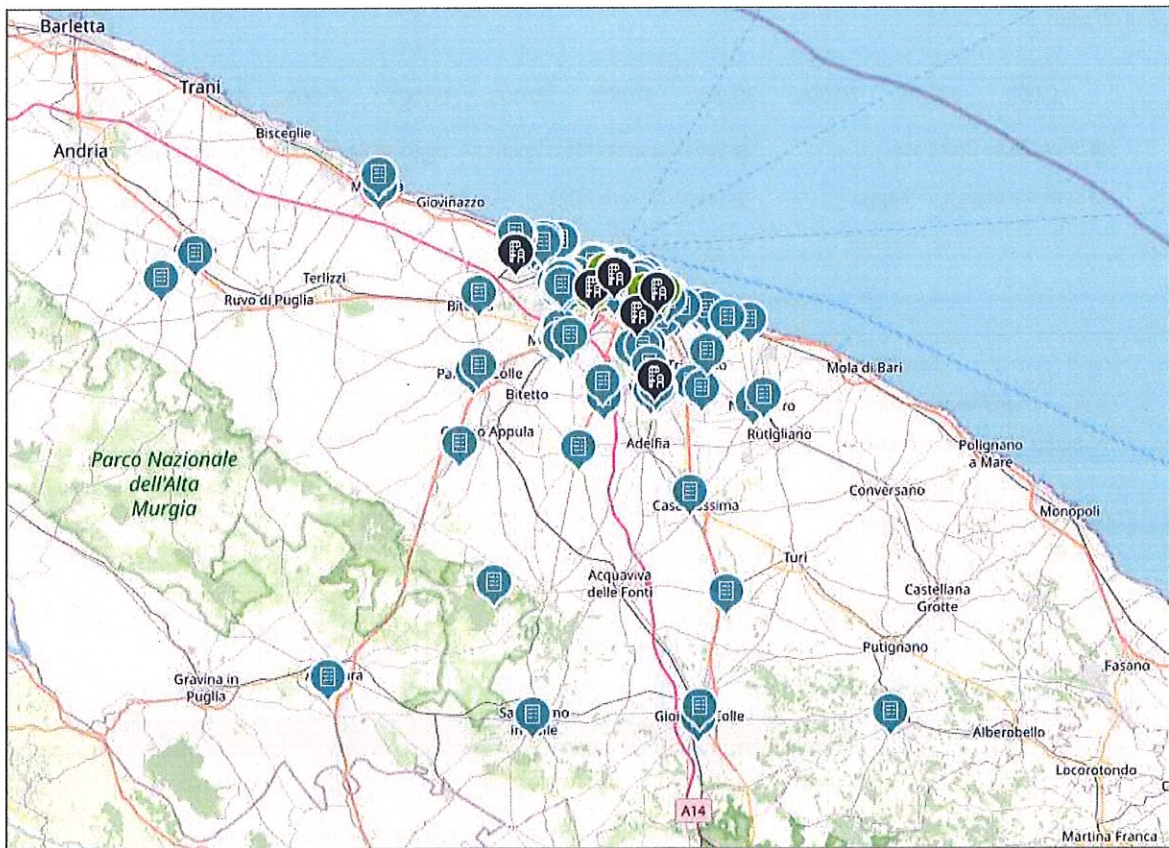 Barletta
Trani
Bisceglie
Andria
Giovinazzo
Terlizzi
Ruvo di Puglia
Bitetto
Mola di Bari
Rutigliano
Adelfia
Polignano
a Mare
Parco Nazionale
dell'Alta
Murgia
Conversano
Monopoli
Turi
Acquaviva
delle Fonti
Castellana
Grotte
Putignano
Fasano
Gravina in
Puglia
Alberobello
Locorotondo
A14
Martina Franca